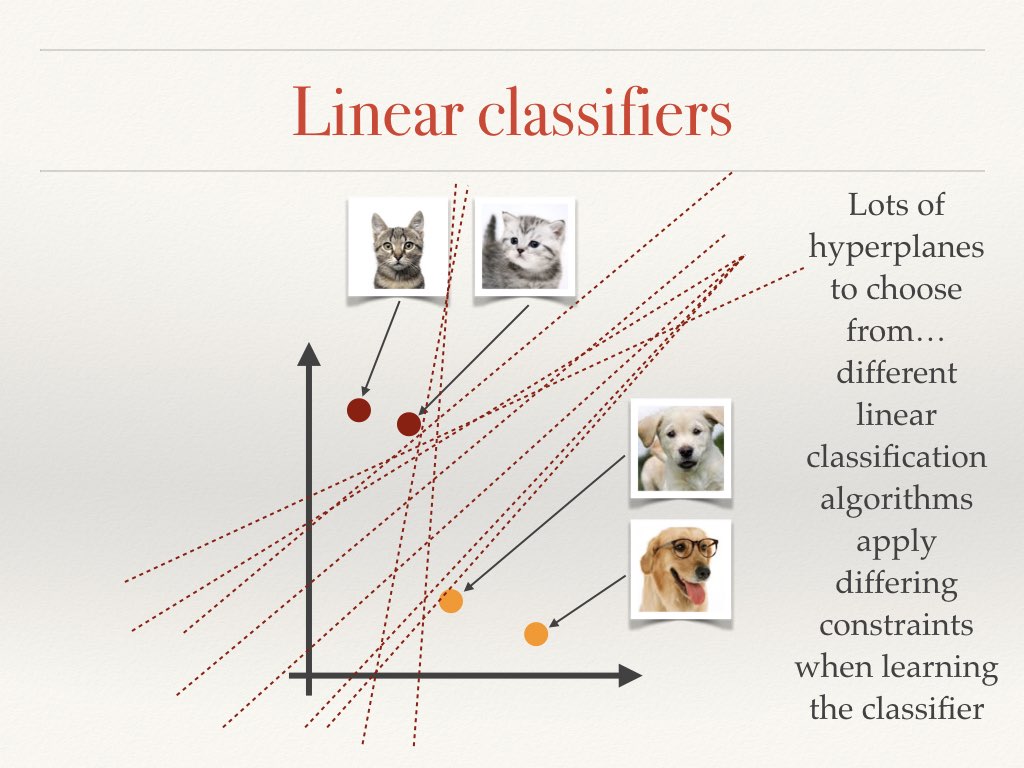 Linear classifiers
Lots of
hyperplanes
to choose
from…
different
linear
classification
algorithms
apply
differing
constraints
when learning
the classifier